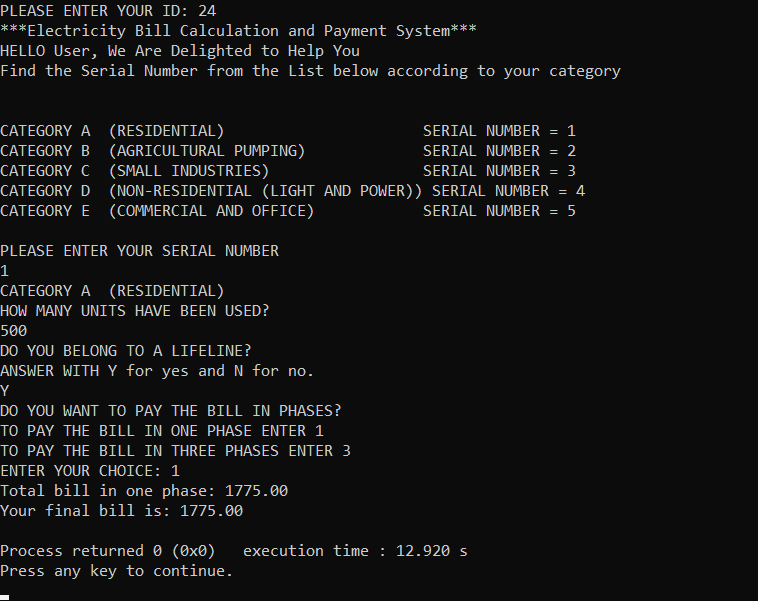 PLEASE ENTER YOUR ID: 24
***Electricity Bill Calculation and Payment System***
HELLO User, We Are Delighted to Help You
Find the Serial Number from the List below according to your category
CATEGORY A  (RESIDENTIAL)                      SERIAL NUMBER = 1
CATEGORY B  (AGRICULTURAL PUMPING)             SERIAL NUMBER = 2
CATEGORY C  (SMALL INDUSTRIES)                 SERIAL NUMBER = 3
CATEGORY D  (NON-RESIDENTIAL (LIGHT AND POWER)) SERIAL NUMBER = 4
CATEGORY E  (COMMERCIAL AND OFFICE)            SERIAL NUMBER = 5
PLEASE ENTER YOUR SERIAL NUMBER
1
CATEGORY A  (RESIDENTIAL)
HOW MANY UNITS HAVE BEEN USED?
500
DO YOU BELONG TO A LIFELINE?
ANSWER WITH Y for yes and N for no.
Y
DO YOU WANT TO PAY THE BILL IN PHASES?
TO PAY THE BILL IN ONE PHASE ENTER 1
TO PAY THE BILL IN THREE PHASES ENTER 3
ENTER YOUR CHOICE: 1
Total bill in one phase: 1775.00
Your final bill is: 1775.00
Process returned 0 (0x0)   execution time : 12.920 s
Press any key to continue.